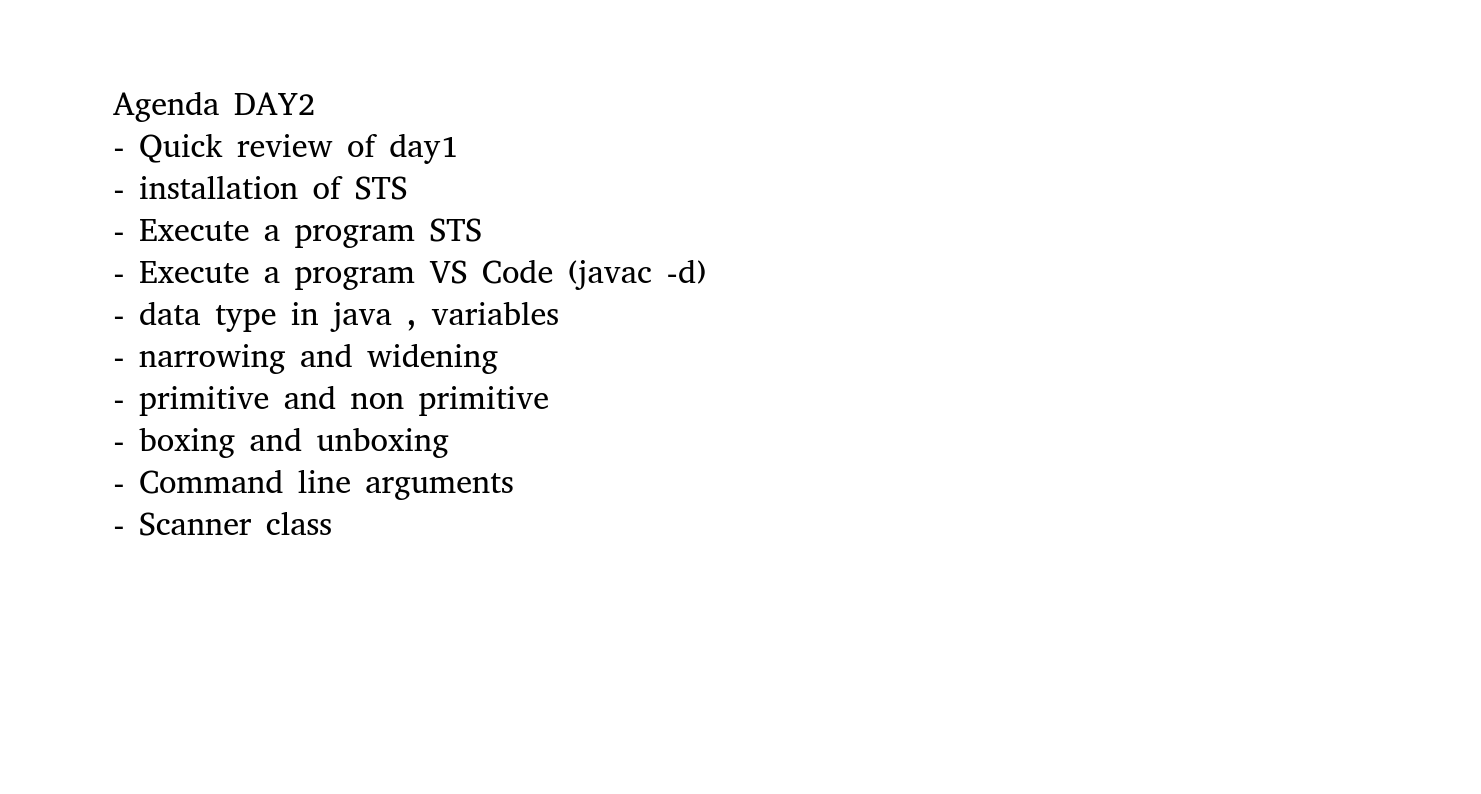 Agenda DAY2
- Quick review of day1
- installation of STS
- Execute a program STS
- Execute a program VS Code (javac -d)
- data type in java , variables
- narrowing and widening
- primitive and non primitive
- boxing and unboxing
- Command line arguments
- Scanner class